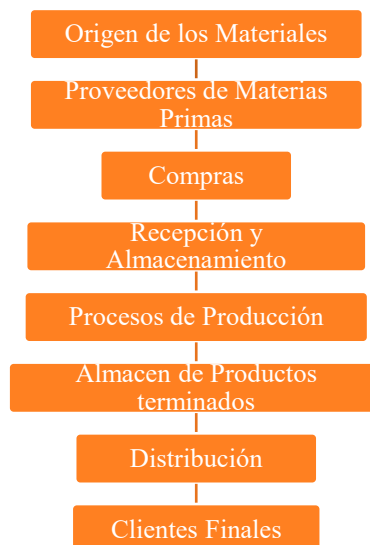 Origen de los Materiales
Proveedores de Materias
Primas
Compras
Recepción y
Almacenamiento
Procesos de Producción
Almacen de Productos
terminados
Distribución
Clientes Finales